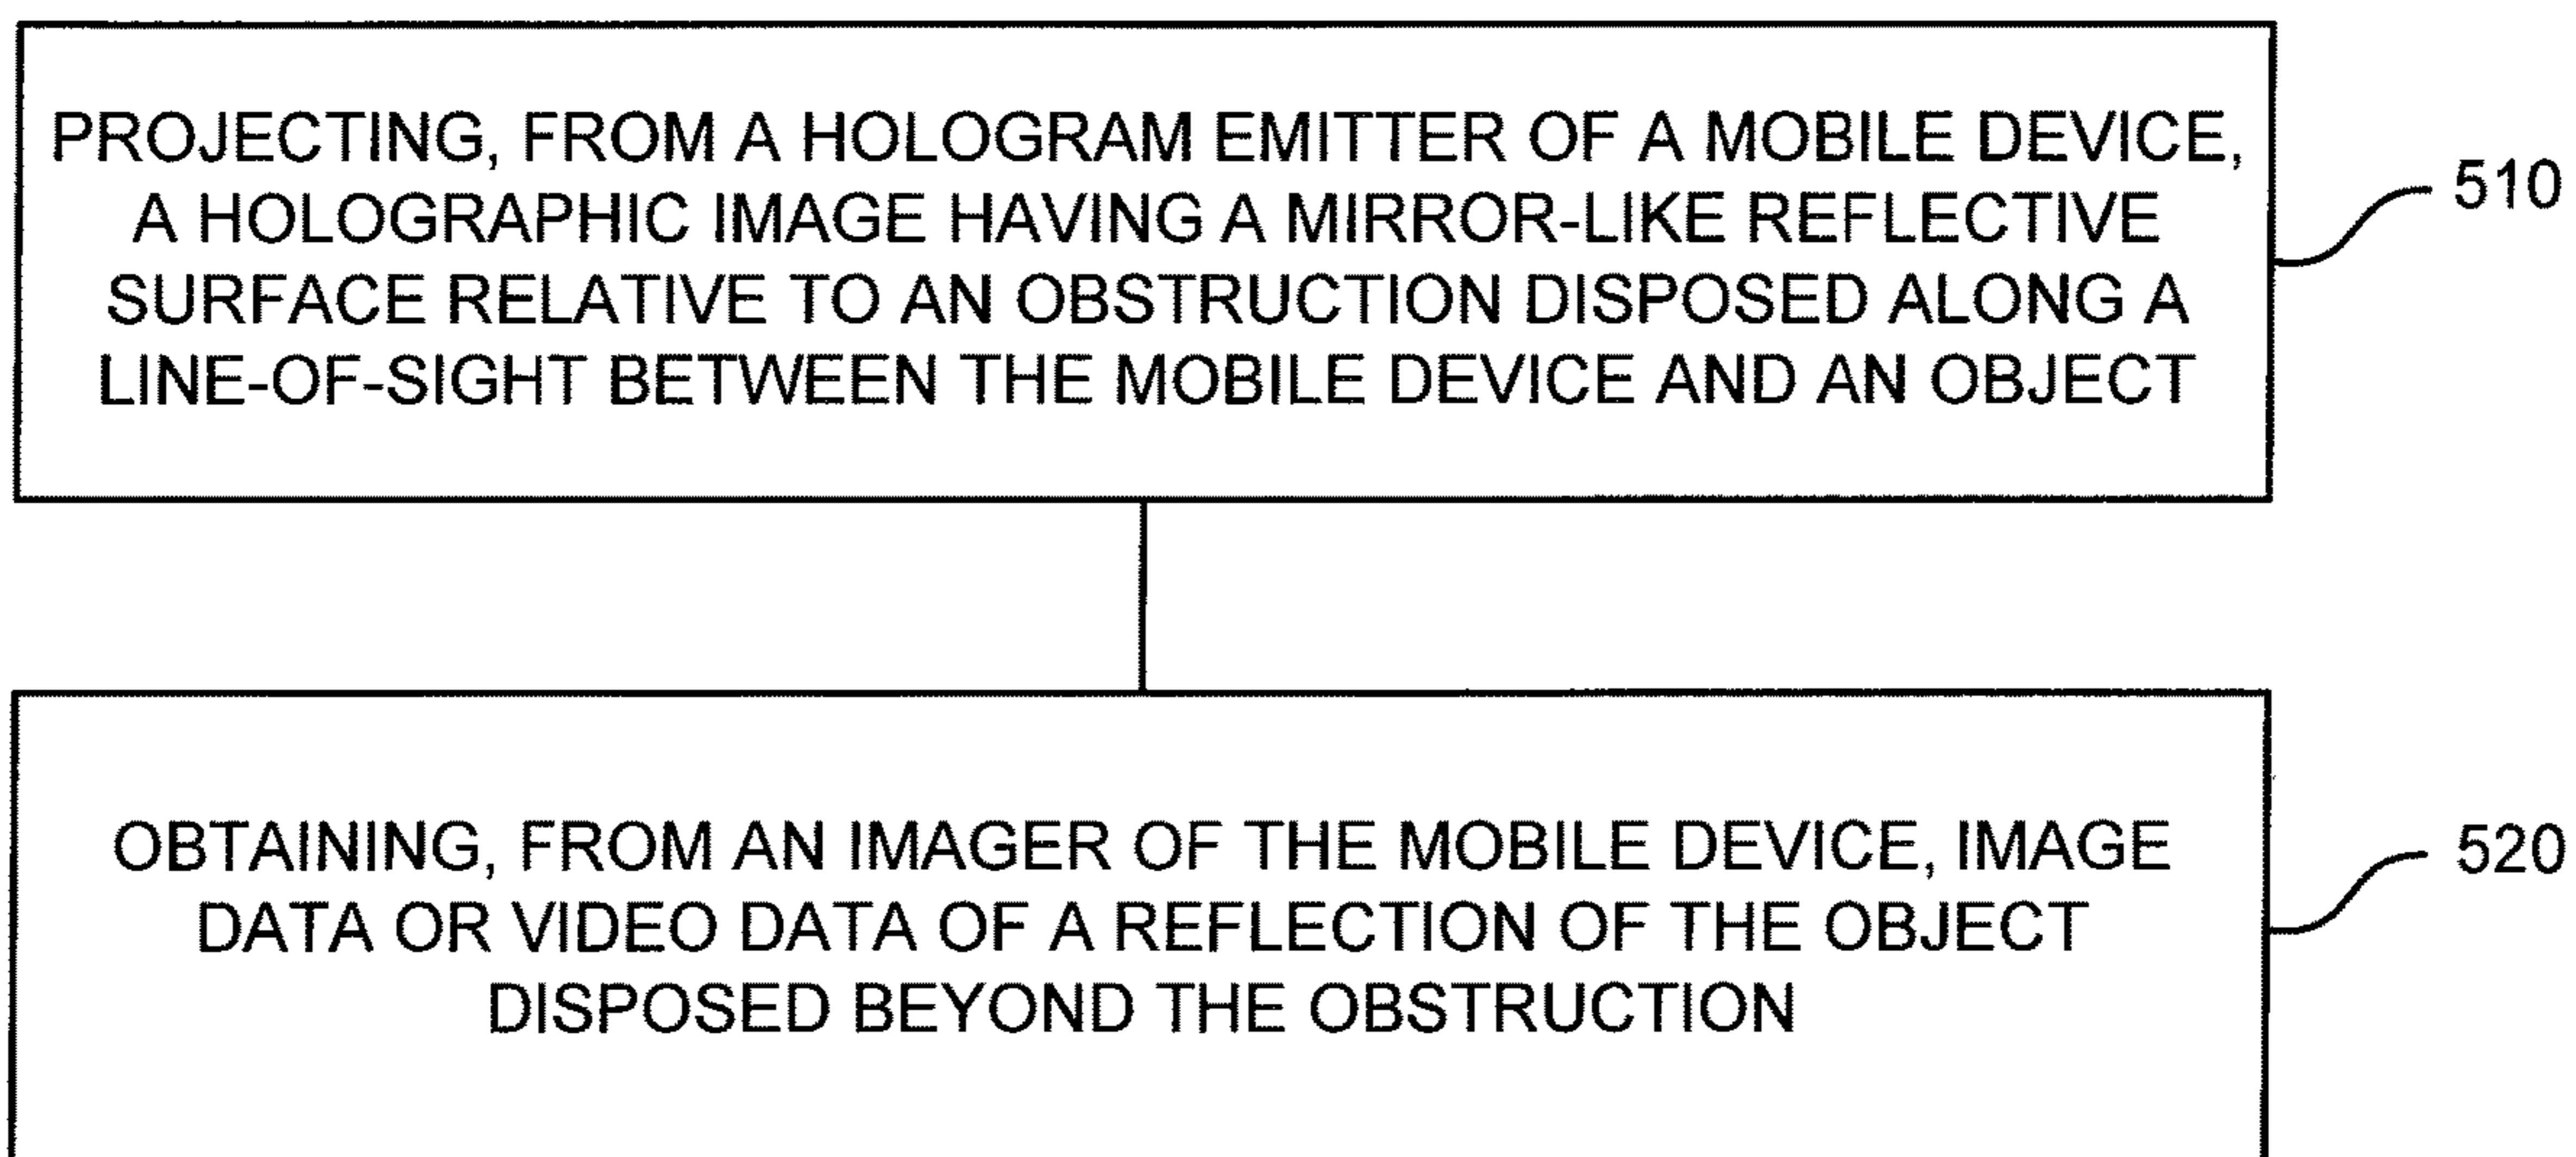 PROJECTING, FROM A HOLOGRAM EMITTER OF A MOBILE DEVICE,
A HOLOGRAPHIC IMAGE HAVING A MIRROR-LIKE REFLECTIVE
SURFACE RELATIVE TO AN OBSTRUCTION DISPOSED ALONG A
LINE-OF-SIGHT BETWEEN THE MOBILE DEVICE AND AN OBJECT
510
OBTAINING, FROM AN IMAGER OF THE MOBILE DEVICE, IMAGE
DATA OR VIDEO DATA OF A REFLECTION OF THE OBJECT
DISPOSED BEYOND THE OBSTRUCTION
520